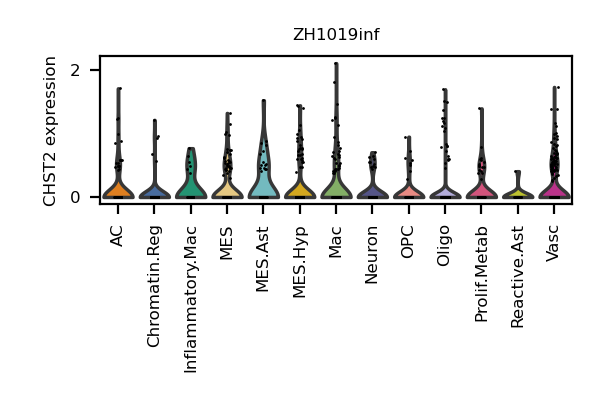 ZH1019inf
CHST2 expression
2
0
AC
Chromatin.Reg
Inflammatory.Mac
MES
MES.Ast
MES.Hyp
Mac
Neuron
OPC
Oligo
Prolif.Metab
Reactive.Ast
Vasc